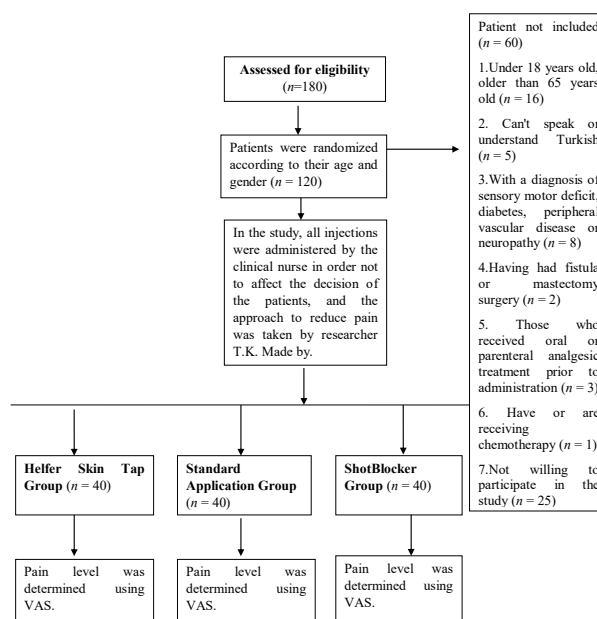 Assessed for eligibility
(n=180)
Patients were randomized
according to their age and
gender (n = 120)
In the study, all injections
were administered by the
clinical nurse in order not
to affect the decision of
the patients, and the
approach to reduce pain
was taken by researcher
T.K. Made by.
Patient not included
(n = 60)
1.Under 18 years old,
older than 65 years
old (n = 16)
2. Can't speak or
understand Turkish
(n = 5)
3.With a diagnosis of
sensory motor deficit,
diabetes, peripheral
vascular disease or
neuropathy (n = 8)
4.Having had fistula
or mastectomy
surgery (n = 2)
5. Those who
received oral or
parenteral analgesic
treatment prior to
administration (n = 3)
6. Have or are
receiving
chemotherapy (n = 1)
7.Not willing to
participate in the
study (n = 25)
Helfer Skin Tap
Group (n = 40)
Standard
Application Group
(n = 40)
ShotBlocker
Group (n = 40)
Pain level was
determined using
VAS.
Pain level was
determined using
VAS.
Pain level was
determined using
VAS.